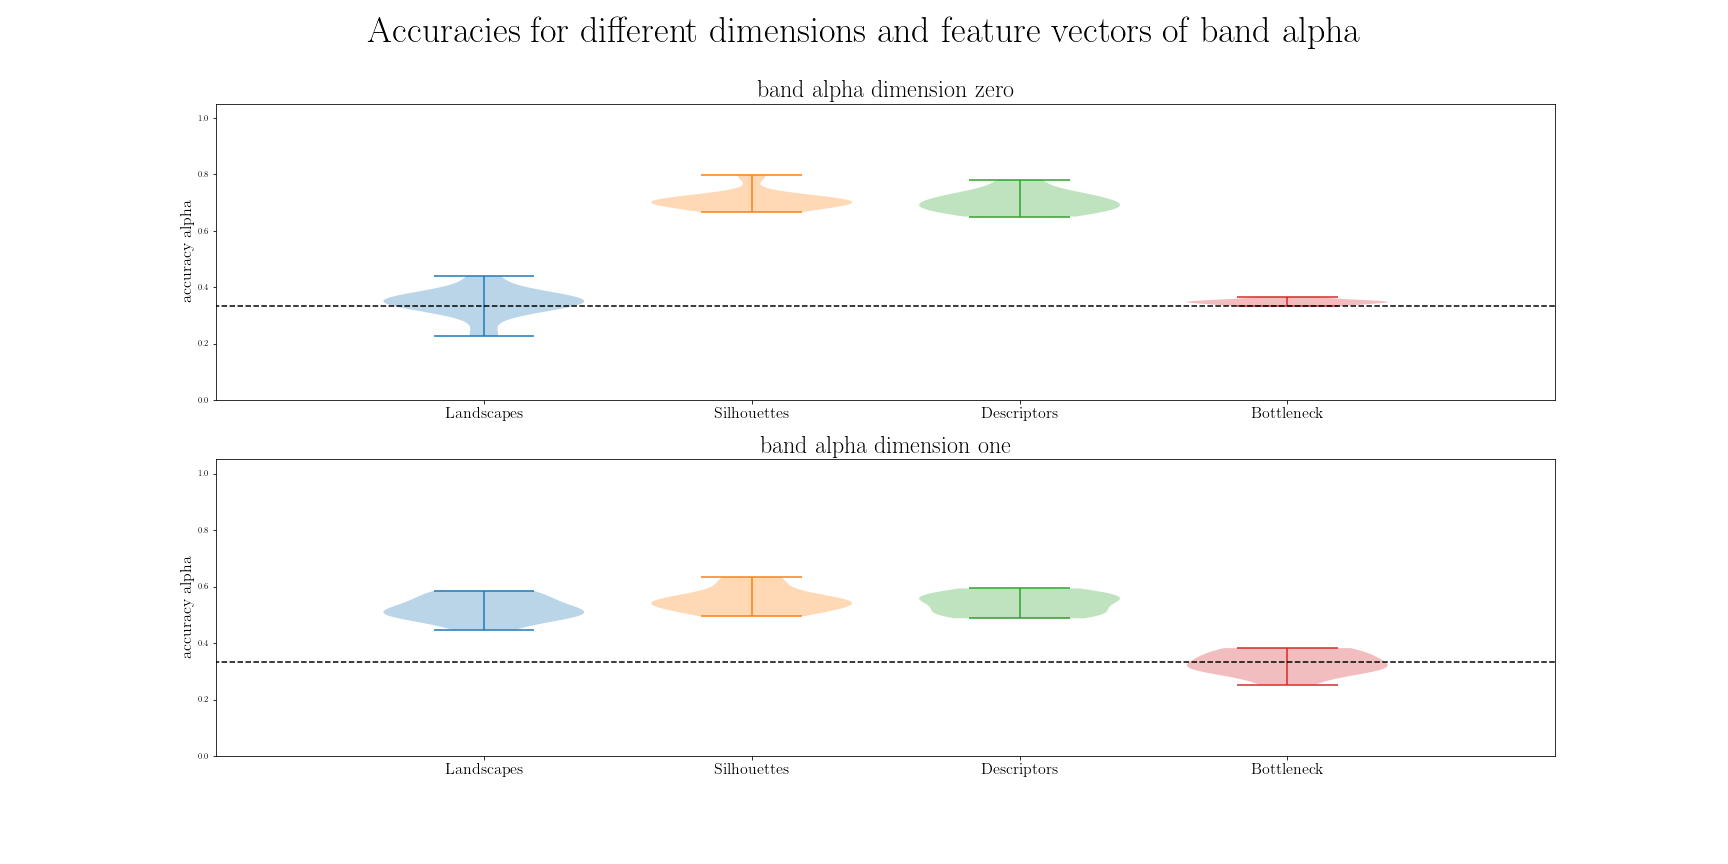 Accuracies for different dimensions and feature vectors of band alpha
band alpha dimension zero
accuracy alpha
1.0
0.8
0.6
0.4
0.2
0.0
Landscapes Silhouettes Descriptors Bottleneck
band alpha dimension one
accuracy alpha
1.0
0.8
0.6
0.4
0.2
0.0
Landscapes Silhouettes Descriptors Bottleneck